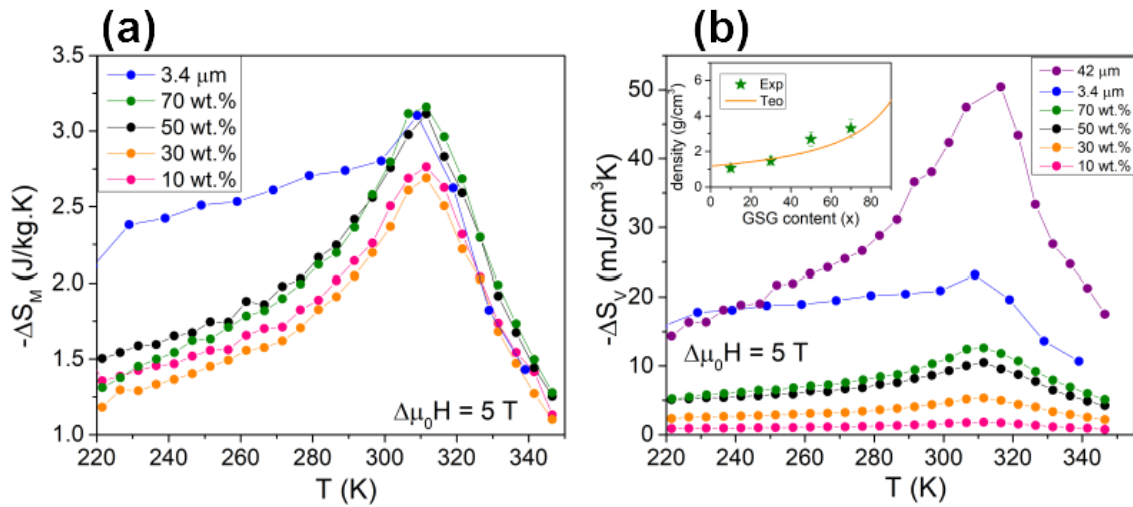 (a)
3.5
3.0
2.5
2.0
1.5
1.0
-ΔS_M (J/kg.K)
3.4 μm
70 wt.%
50 wt.%
30 wt.%
10 wt.%
Δμ₀H = 5 T
220 240 260 280 300 320 340
T (K)
(b)
50
40
30
20
10
0
-ΔS_V (mJ/cm³K)
6
4
2
0
density (g/cm³)
Exp
Teo
0 20 40 60 80
GSG content (x)
42 μm
3.4 μm
70 wt.%
50 wt.%
30 wt.%
10 wt.%
Δμ₀H = 5 T
220 240 260 280 300 320 340
T (K)